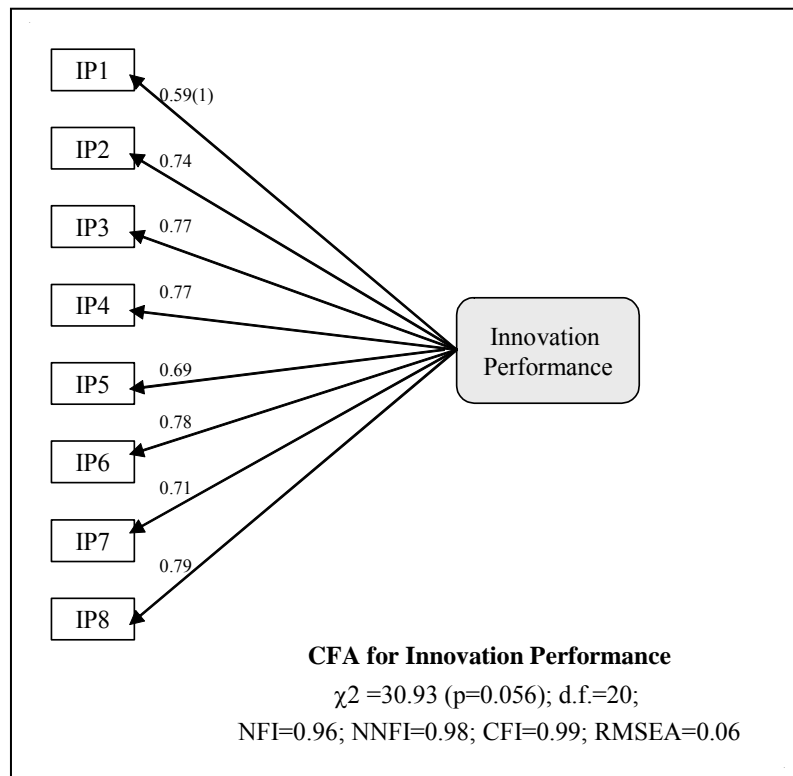 IP1
0.59(1)
IP2
0.74
IP3
0.77
IP4
0.77
IP5
0.69
IP6
0.78
IP7
0.71
IP8
0.79
Innovation
Performance
CFA for Innovation Performance
χ2 =30.93 (p=0.056); d.f.=20;
NFI=0.96; NNFI=0.98; CFI=0.99; RMSEA=0.06